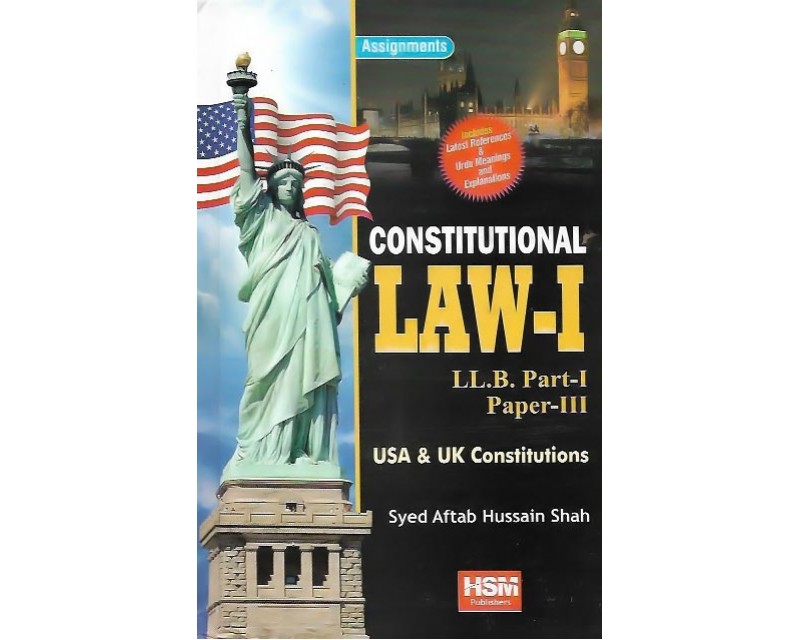 Assignments
Includes
Latest References
&
Urdu Meanings
and
Explanations
CONSTITUTIONAL
LAW-I
LL.B. Part-I
Paper-III
USA & UK Constitutions
Syed Aftab Hussain Shah
HSM
Publishers